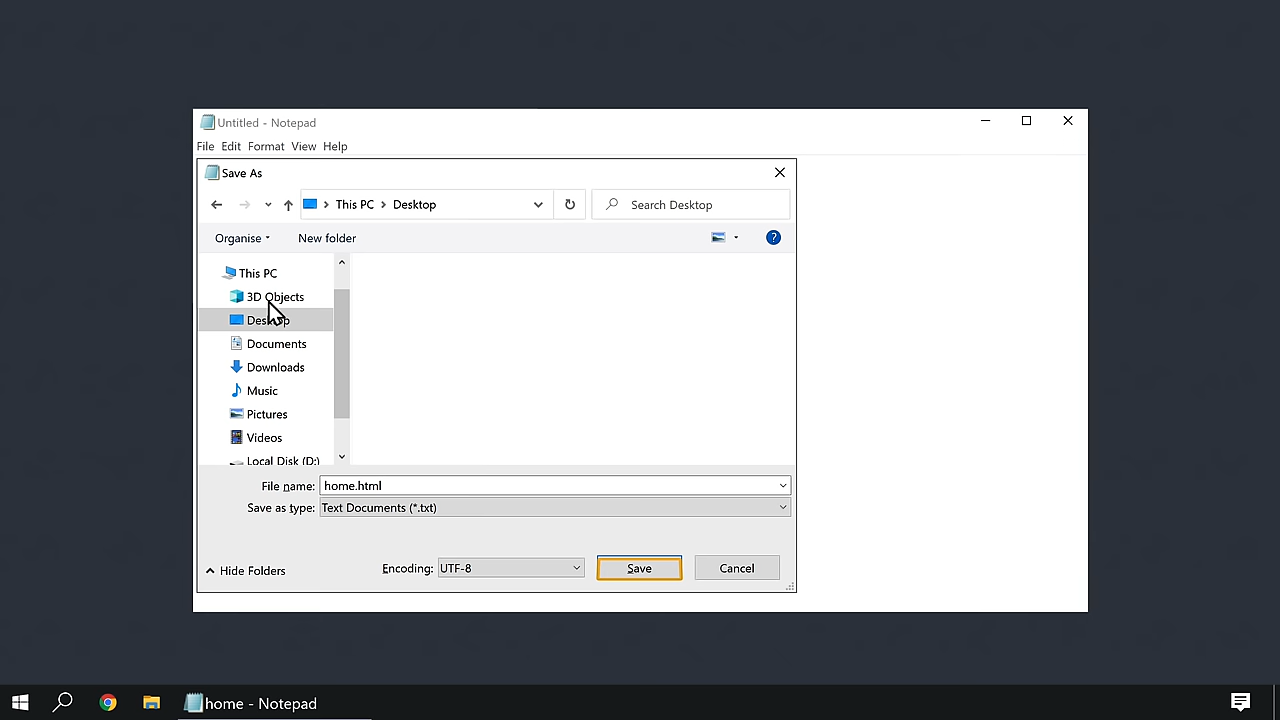 Untitled - Notepad
File Edit Format View Help
Save As
This PC Desktop
Search Desktop
Organise New folder
?
This PC
3D Objects
Desktop
Documents
Downloads
Music
Pictures
Videos
Local Disk (D:)
File name: home.html
Save as type: Text Documents (*.txt)
Hide Folders Encoding: UTF-8 Save Cancel
home - Notepad